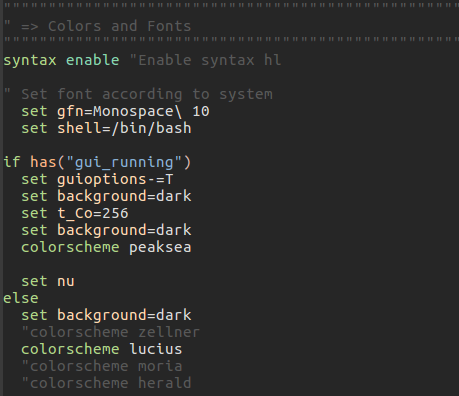 """"""""""""""""""""""""""""""""""""""""""""""""""
" => Colors and Fonts
""""""""""""""""""""""""""""""""""""""""""""""""""
syntax enable "Enable syntax hl
" Set font according to system
set gfn=Monospace\ 10
set shell=/bin/bash
if has("gui_running")
set guioptions-=T
set background=dark
set t_Co=256
set background=dark
colorscheme peaksea
set nu
else
set background=dark
"colorscheme zellner
colorscheme lucius
"colorscheme moria
"colorscheme herald